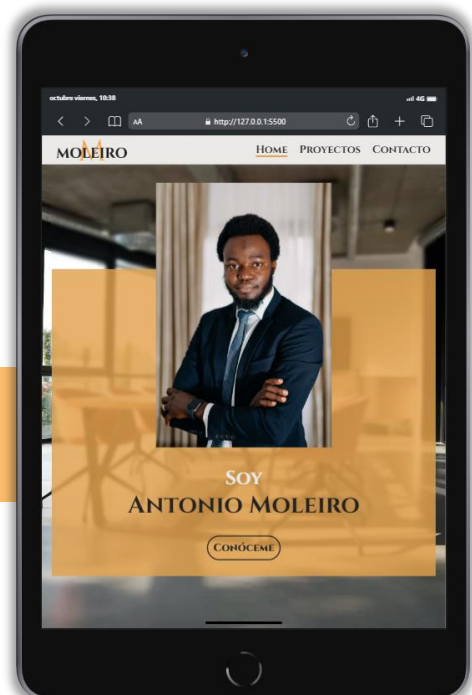 octubre viernes, 10:38 4G
AA http://127.0.0.1:5500
MOLEIRO M HOME PROYECTOS CONTACTO
SOY
ANTONIO MOLEIRO
CONÓCEME